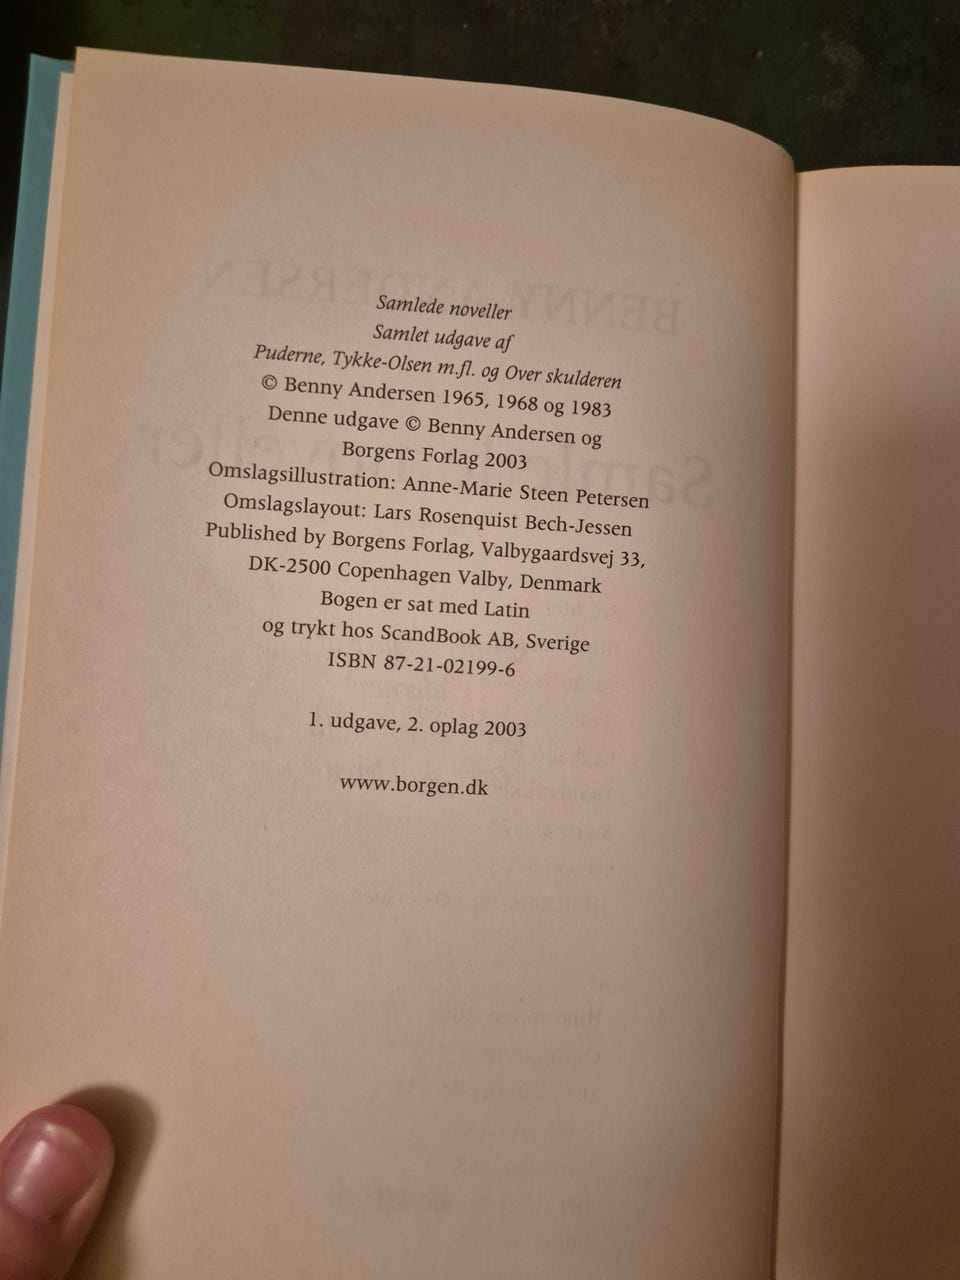 Samlede noveller
Samlet udgave af
Puderne, Tykke-Olsen m.fl. og Over skulderen
© Benny Andersen 1965, 1968 og 1983
Denne udgave © Benny Andersen og
Borgens Forlag 2003
Omslagsillustration: Anne-Marie Steen Petersen
Omslagslayout: Lars Rosenquist Bech-Jessen
Published by Borgens Forlag, Valbygaardsvej 33,
DK-2500 Copenhagen Valby, Denmark
Bogen er sat med Latin
og trykt hos ScandBook AB, Sverige
ISBN 87-21-02199-6
1. udgave, 2. oplag 2003
www.borgen.dk